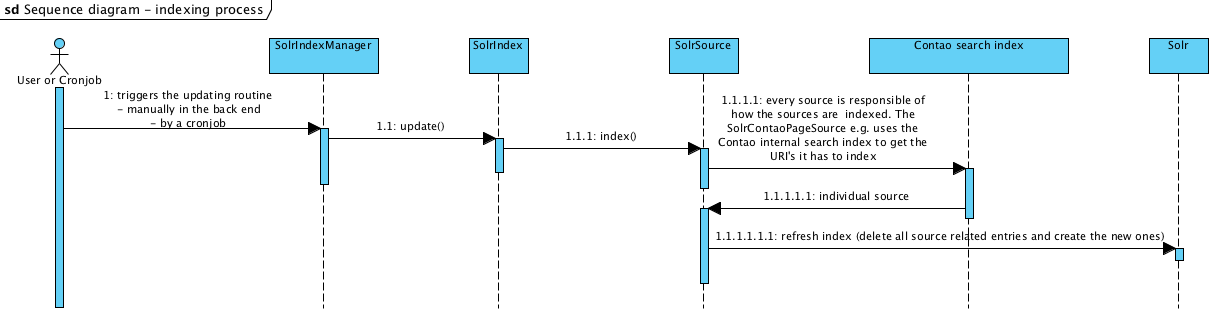 sd Sequence diagram – indexing process
SolrIndexManager
SolrIndex
SolrSource
Contao search index
Solr
User or Cronjob
1: triggers the updating routine
– manually in the back end
– by a cronjob
1.1: update()
1.1.1: index()
1.1.1.1: every source is responsible of
how the sources are indexed. The
SolrContaoPageSource e.g. uses the
Contao internal search index to get the
URI's it has to index
1.1.1.1.1: individual source
1.1.1.1.1.1: refresh index (delete all source related entries and create the new ones)